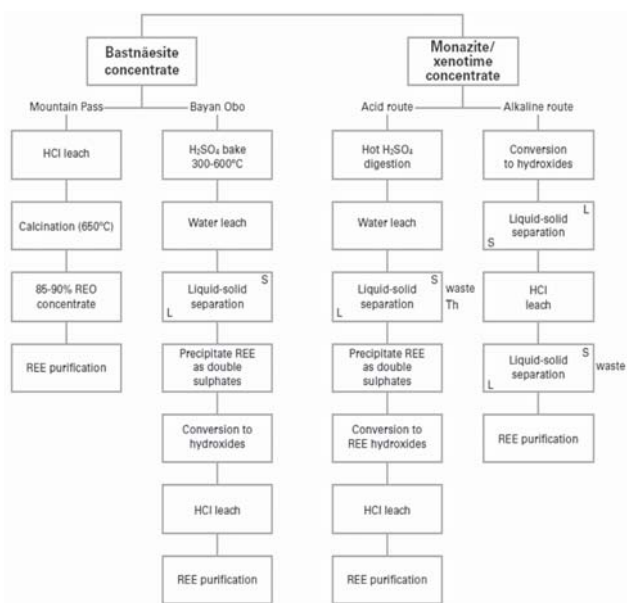 Bastnäesite
concentrate
Monazite/
xenotime
concentrate
Mountain Pass
Bayan Obo
Acid route
Alkaline route
HCl leach
Calcination (650°C)
85-90% REO
concentrate
REE purification
H₂SO₄ bake
300-600°C
Water leach
Liquid-solid
separation
S
L
Precipitate REE
as double
sulphates
Conversion to
hydroxides
HCl leach
REE purification
Hot H₂SO₄
digestion
Water leach
Liquid-solid
separation
S
L
waste
Th
Precipitate REE
as double
sulphates
Conversion to
REE hydroxides
HCl leach
REE purification
Conversion
to hydroxides
Liquid-solid
separation
L
S
HCl
leach
Liquid-solid
separation
S
L
waste
REE purification